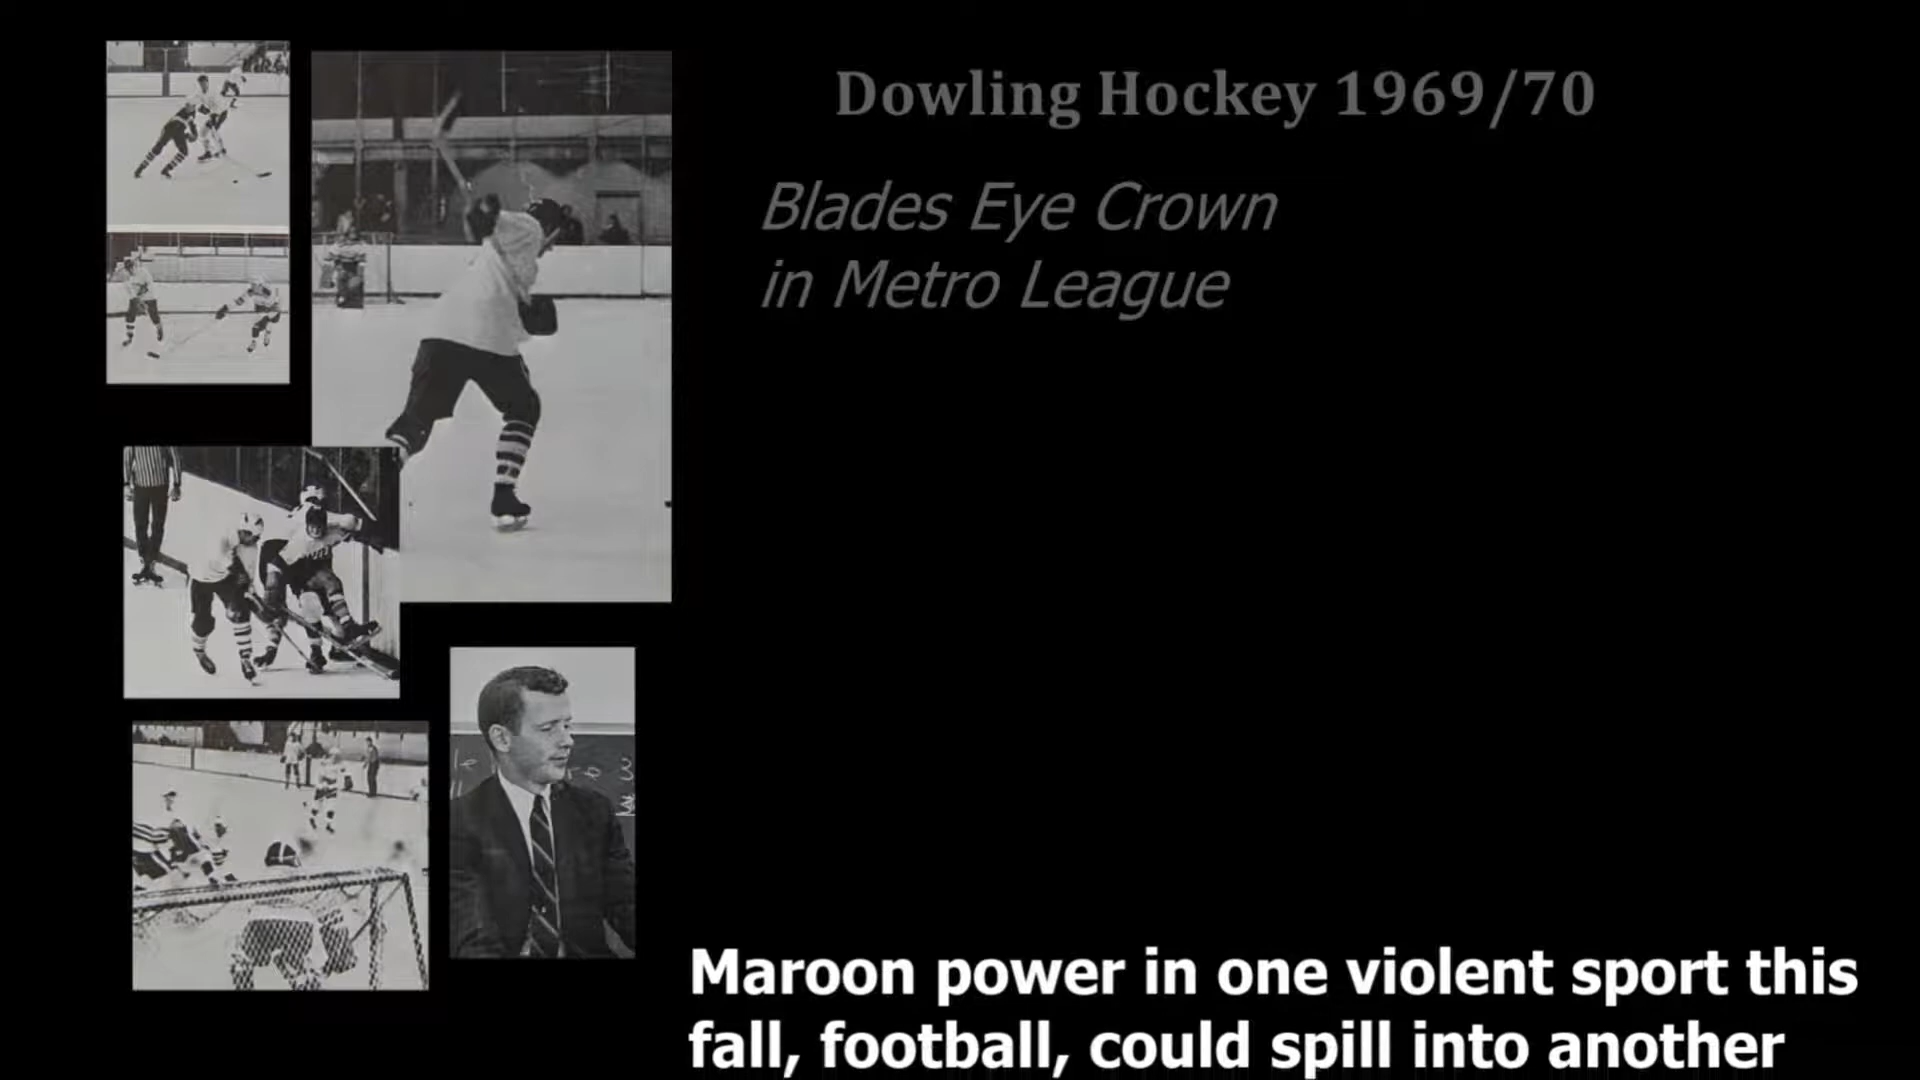 Dowling Hockey 1969/70
Blades Eye Crown
in Metro League
Maroon power in one violent sport this
fall, football, could spill into another